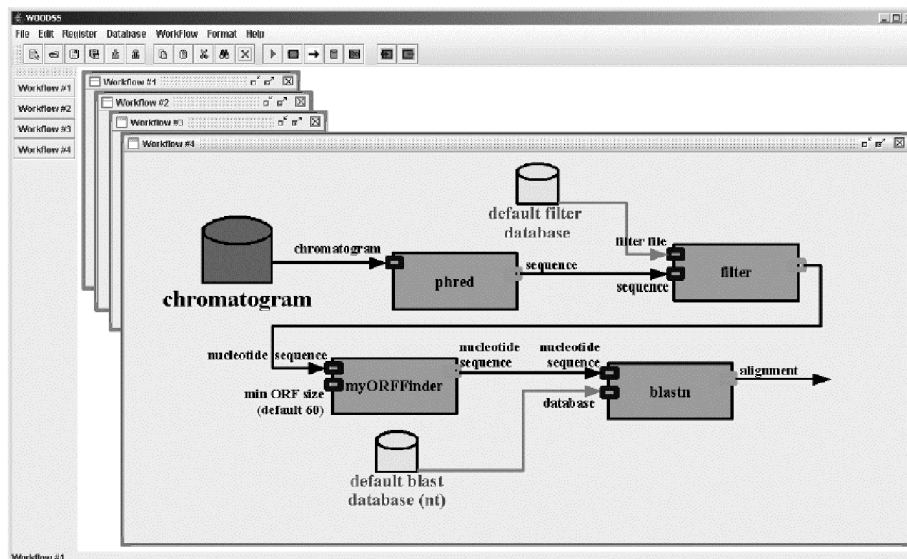 WOODSS
File Edit Register Database WorkFlow Format Help
Workflow #1
Workflow #2
Workflow #3
Workflow #4
Workflow #1
Workflow #2
Workflow #3
Workflow #4
default filter
database
chromatogram
chromatogram
phred
sequence
filter file
sequence
filter
nucleotide sequence
min ORF size
(default 60)
myORFFinder
nucleotide
sequence
nucleotide
sequence
database
blastn
alignment
default blast
database (nt)
Workflow #4